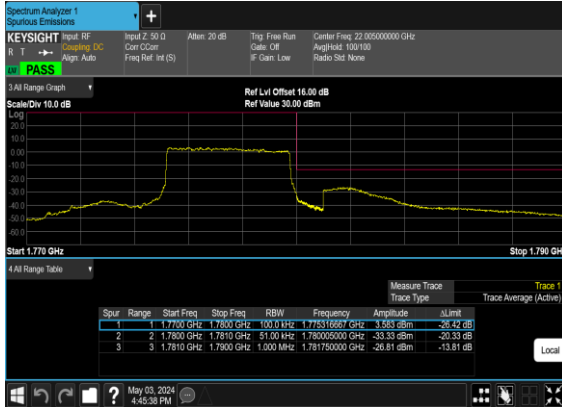 Spectrum Analyzer 1
Spurious Emissions
+
KEYSIGHT Input: RF Input Z: 50 Ω Atten: 20 dB Trig: Free Run Center Freq: 22.005000000 GHz
R T Coupling: DC Corr CCorr Gate: Off Avg|Hold: 100/100
Align: Auto Freq Ref: Int (S) IF Gain: Low Radio Std: None
PASS
3 All Range Graph
Ref Lvl Offset 16.00 dB
Scale/Div 10.0 dB Ref Value 30.00 dBm
Log
20.0
10.0
0.00
-10.0
-20.0
-30.0
-40.0
-50.0
-60.0
Start 1.770 GHz Stop 1.790 GH
4 All Range Table
Measure Trace Trace 1
Trace Type Trace Average (Active)
Spur Range Start Freq Stop Freq RBW Frequency Amplitude ΔLimit
1 1 1.7700 GHz 1.7800 GHz 100.0 kHz 1.775316667 GHz 3.583 dBm -26.42 dB
2 2 1.7800 GHz 1.7810 GHz 51.00 kHz 1.780005000 GHz -33.33 dBm -20.33 dB
3 3 1.7810 GHz 1.7900 GHz 1.000 MHz 1.781750000 GHz -26.81 dBm -13.81 dB
Local
? May 03, 2024
4:45:38 PM